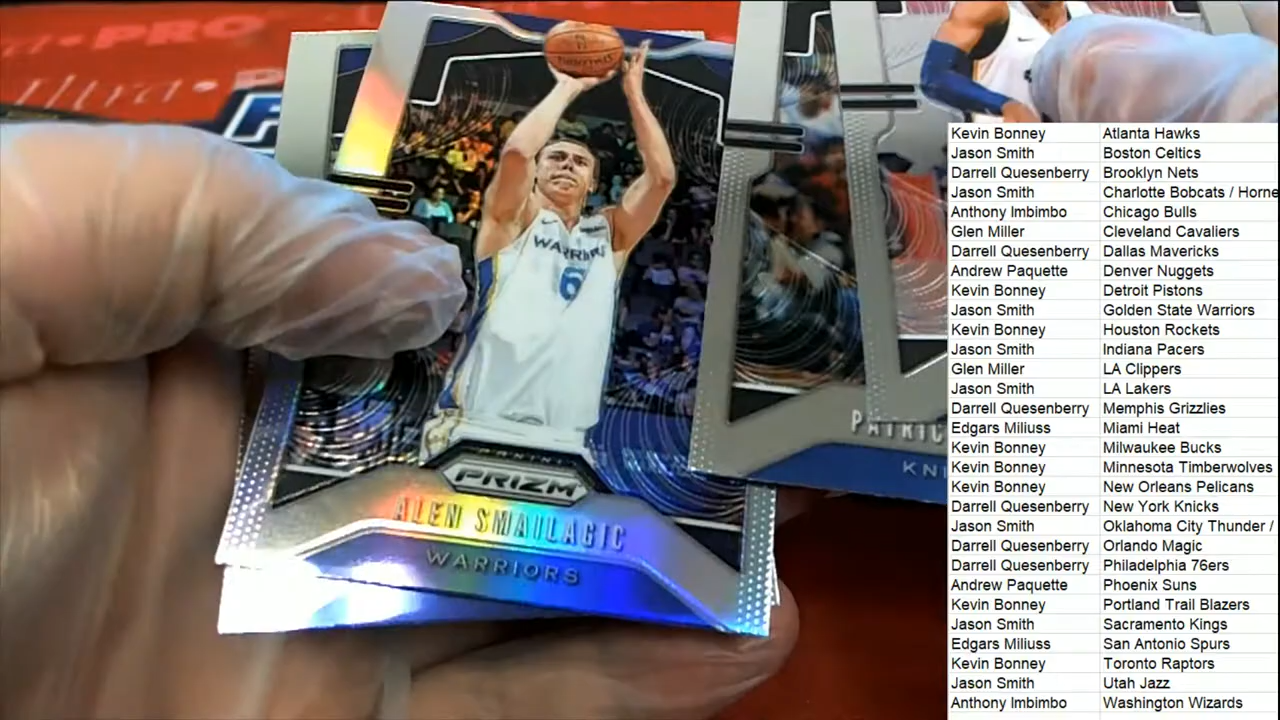 PRO
Ultra
WARRIORS
6
PANINI
PRIZM
ALEN SMAILAGIC
WARRIORS
PATRIC
KNI
Kevin Bonney Atlanta Hawks
Jason Smith Boston Celtics
Darrell Quesenberry Brooklyn Nets
Jason Smith Charlotte Bobcats / Horne
Anthony Imbimbo Chicago Bulls
Glen Miller Cleveland Cavaliers
Darrell Quesenberry Dallas Mavericks
Andrew Paquette Denver Nuggets
Kevin Bonney Detroit Pistons
Jason Smith Golden State Warriors
Kevin Bonney Houston Rockets
Jason Smith Indiana Pacers
Glen Miller LA Clippers
Jason Smith LA Lakers
Darrell Quesenberry Memphis Grizzlies
Edgars Miliuss Miami Heat
Kevin Bonney Milwaukee Bucks
Kevin Bonney Minnesota Timberwolves
Kevin Bonney New Orleans Pelicans
Darrell Quesenberry New York Knicks
Jason Smith Oklahoma City Thunder /
Darrell Quesenberry Orlando Magic
Darrell Quesenberry Philadelphia 76ers
Andrew Paquette Phoenix Suns
Kevin Bonney Portland Trail Blazers
Jason Smith Sacramento Kings
Edgars Miliuss San Antonio Spurs
Kevin Bonney Toronto Raptors
Jason Smith Utah Jazz
Anthony Imbimbo Washington Wizards